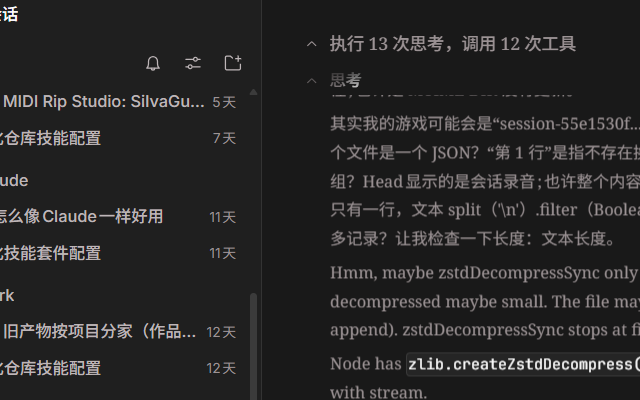 会话
MIDI Rip Studio: SilvaGu... 5天
化仓库技能配置 7天
ude
怎么像Claude一样好用 11天
化技能套件配置 11天
rk
旧产物按项目分家（作品... 12天
化仓库技能配置 12天
执行 13 次思考，调用 12 次工具
思考
其实我的游戏可能会是“session-55e1530f...
个文件是一个 JSON？“第 1 行”是指不存在
组？Head显示的是会话录音;也许整个内容
只有一行，文本 split（'\n'）.filter（Boolea
多记录？让我检查一下长度：文本长度。
Hmm, maybe zstdDecompressSync only
decompressed maybe small. The file may
append). zstdDecompressSync stops at fi
Node has zlib.createZstdDecompress(
with stream.